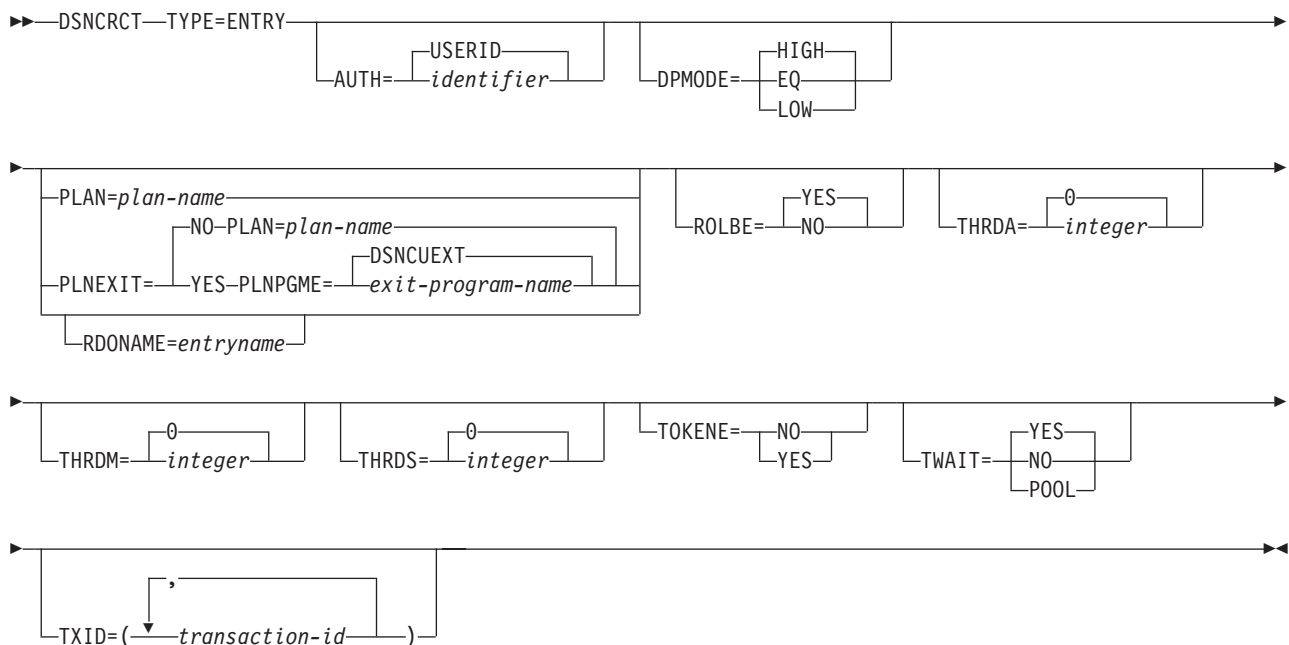 DSNCRCT TYPE=ENTRY
USERID
AUTH= identifier
HIGH
DPMODE= EQ
LOW
PLAN=plan-name
NO PLAN=plan-name
DSNCUEXT
PLNEXIT= YES PLNPGME= exit-program-name
RDONAME=entryname
YES
ROLBE= NO
0
THRDA= integer
0
THRDM= integer
0
THRDS= integer
TOKENE= NO
YES
YES
TWAIT= NO
POOL
,
TXID=( transaction-id )